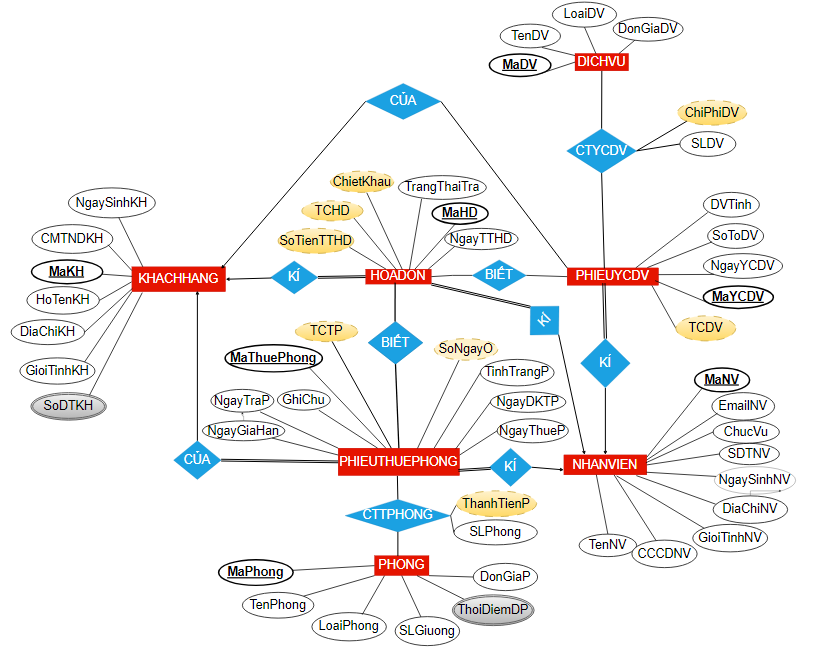 LoaiDV
TenDV
DonGiaDV
MaDV
DICHVU
CỦA
ChiPhiDV
CTYCDV
SLDV
ChietKhau
TrangThaiTra
NgaySinhKH
TCHD
MaHD
DVTinh
CMTNDKH
SoTienTTHD
NgayTTHD
SoToDV
MaKH
KHACHHANG
KÍ
HOADON
BIẾT
PHIEUYCDV
NgayYCDV
HoTenKH
MaYCDV
DiaChiKH
TCTP
KÍ
TCDV
MaThuePhong
BIẾT
SoNgayO
KÍ
GioiTinhKH
TinhTrangP
MaNV
SoDTKH
NgayTraP
GhiChu
NgayDKTP
EmailNV
NgayGiaHan
NgayThueP
ChucVu
CỦA
PHIEUTHUEPHONG
KÍ
NHANVIEN
SDTNV
NgaySinhNV
ThanhTienP
DiaChiNV
CTTPHONG
SLPhong
TenNV
CCCDNV
GioiTinhNV
MaPhong
PHONG
DonGiaP
TenPhong
ThoiDiemDP
LoaiPhong
SLGiuong